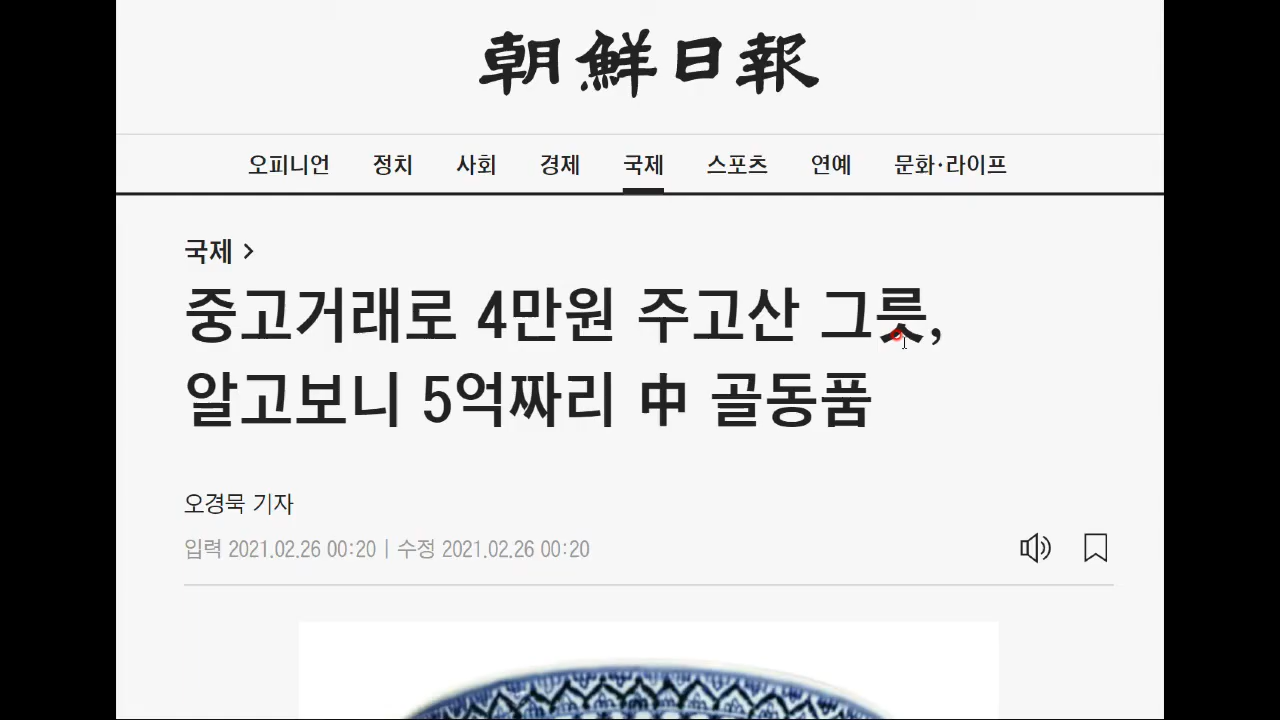 朝鮮日報
오피니언 정치 사회 경제 국제 스포츠 연예 문화·라이프
국제 >
중고거래로 4만원 주고산 그릇,
알고보니 5억짜리 中 골동품
오경묵 기자
입력 2021.02.26 00:20 | 수정 2021.02.26 00:20